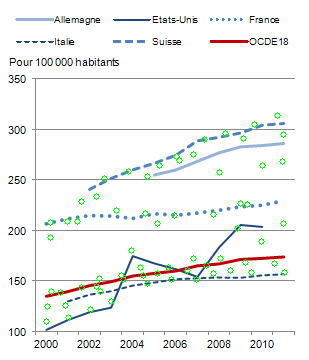 Allemagne Etats-Unis France
Italie Suisse OCDE18
Pour 100 000 habitants
350
300
250
200
150
100
2000 2002 2004 2006 2008 2010